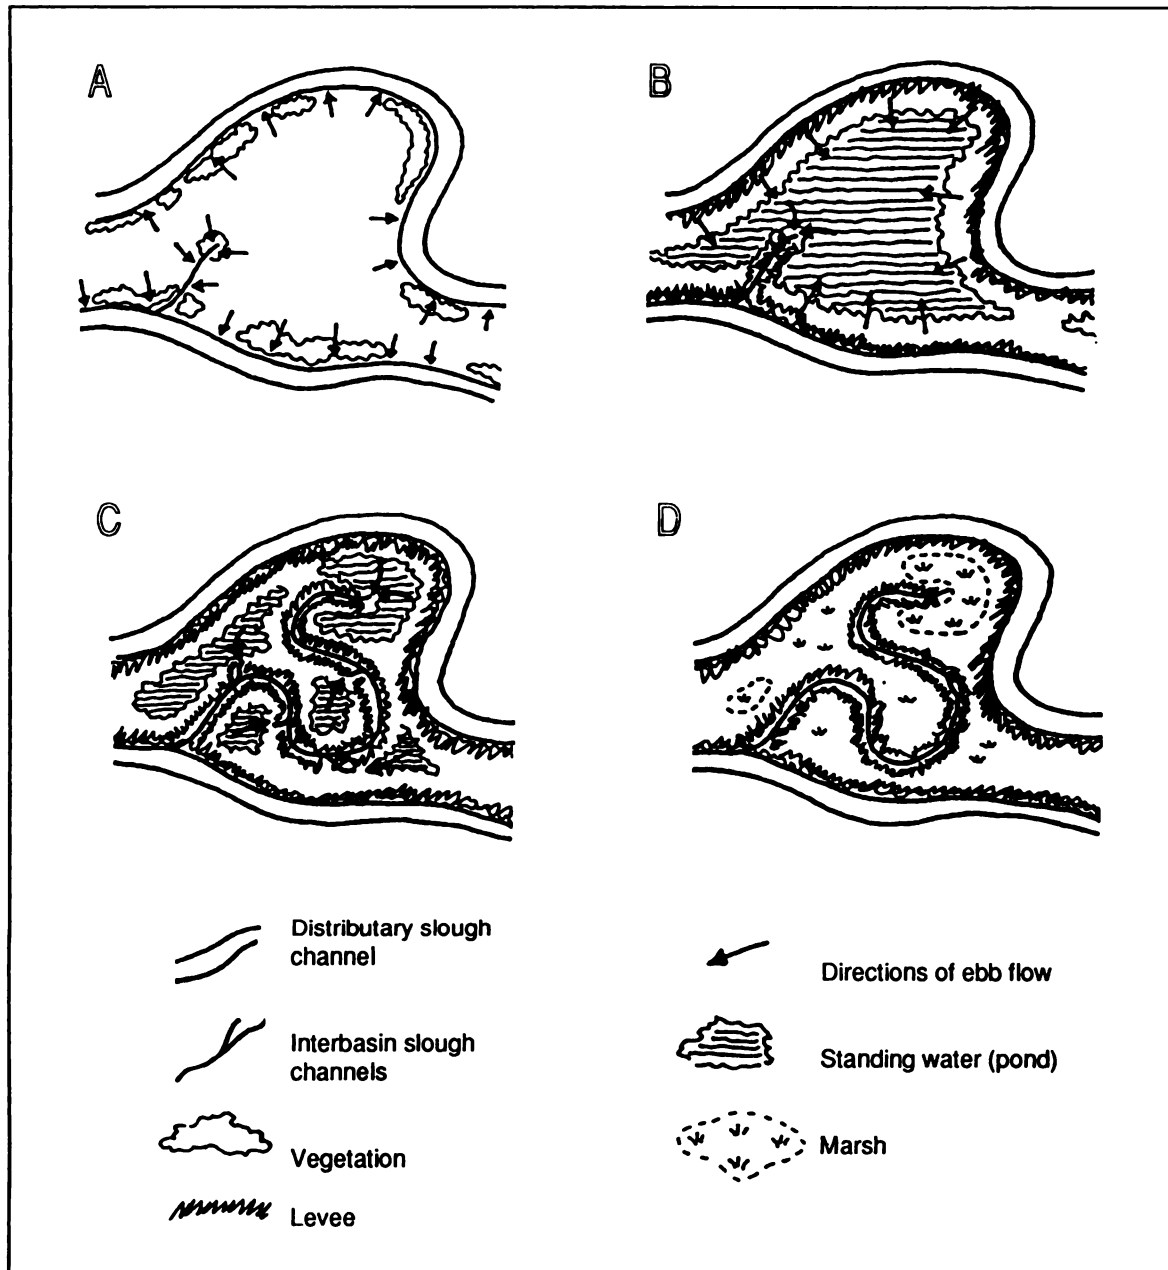 A
B
C
D
Distributary slough
channel
Interbasin slough
channels
Vegetation
Levee
Directions of ebb flow
Standing water (pond)
Marsh